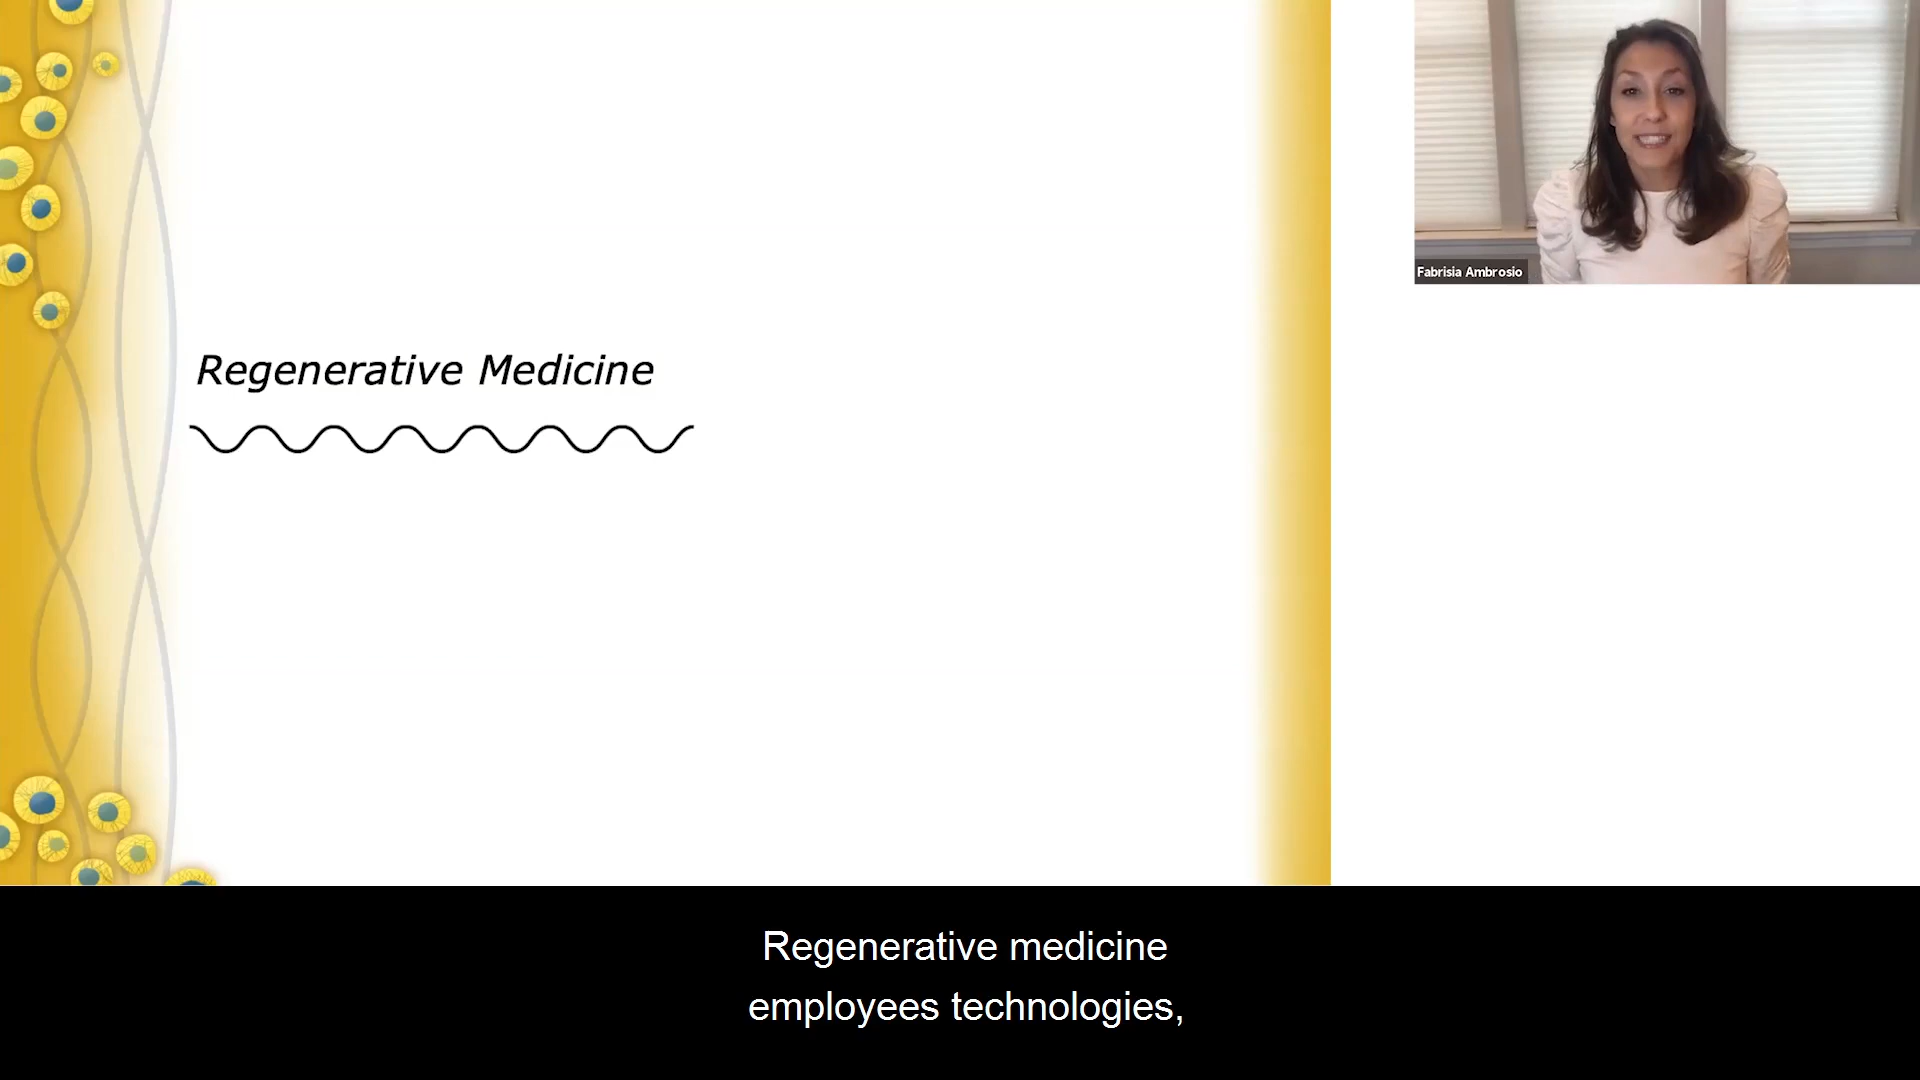 Regenerative Medicine
Fabrisia Ambrosio
Regenerative medicine
employees technologies,